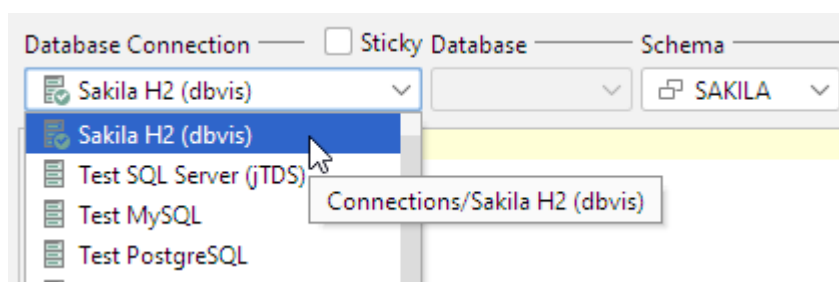 Database Connection Sticky Database Schema
Sakila H2 (dbvis) SAKILA
Sakila H2 (dbvis)
Test SQL Server (jTDS)
Connections/Sakila H2 (dbvis)
Test MySQL
Test PostgreSQL